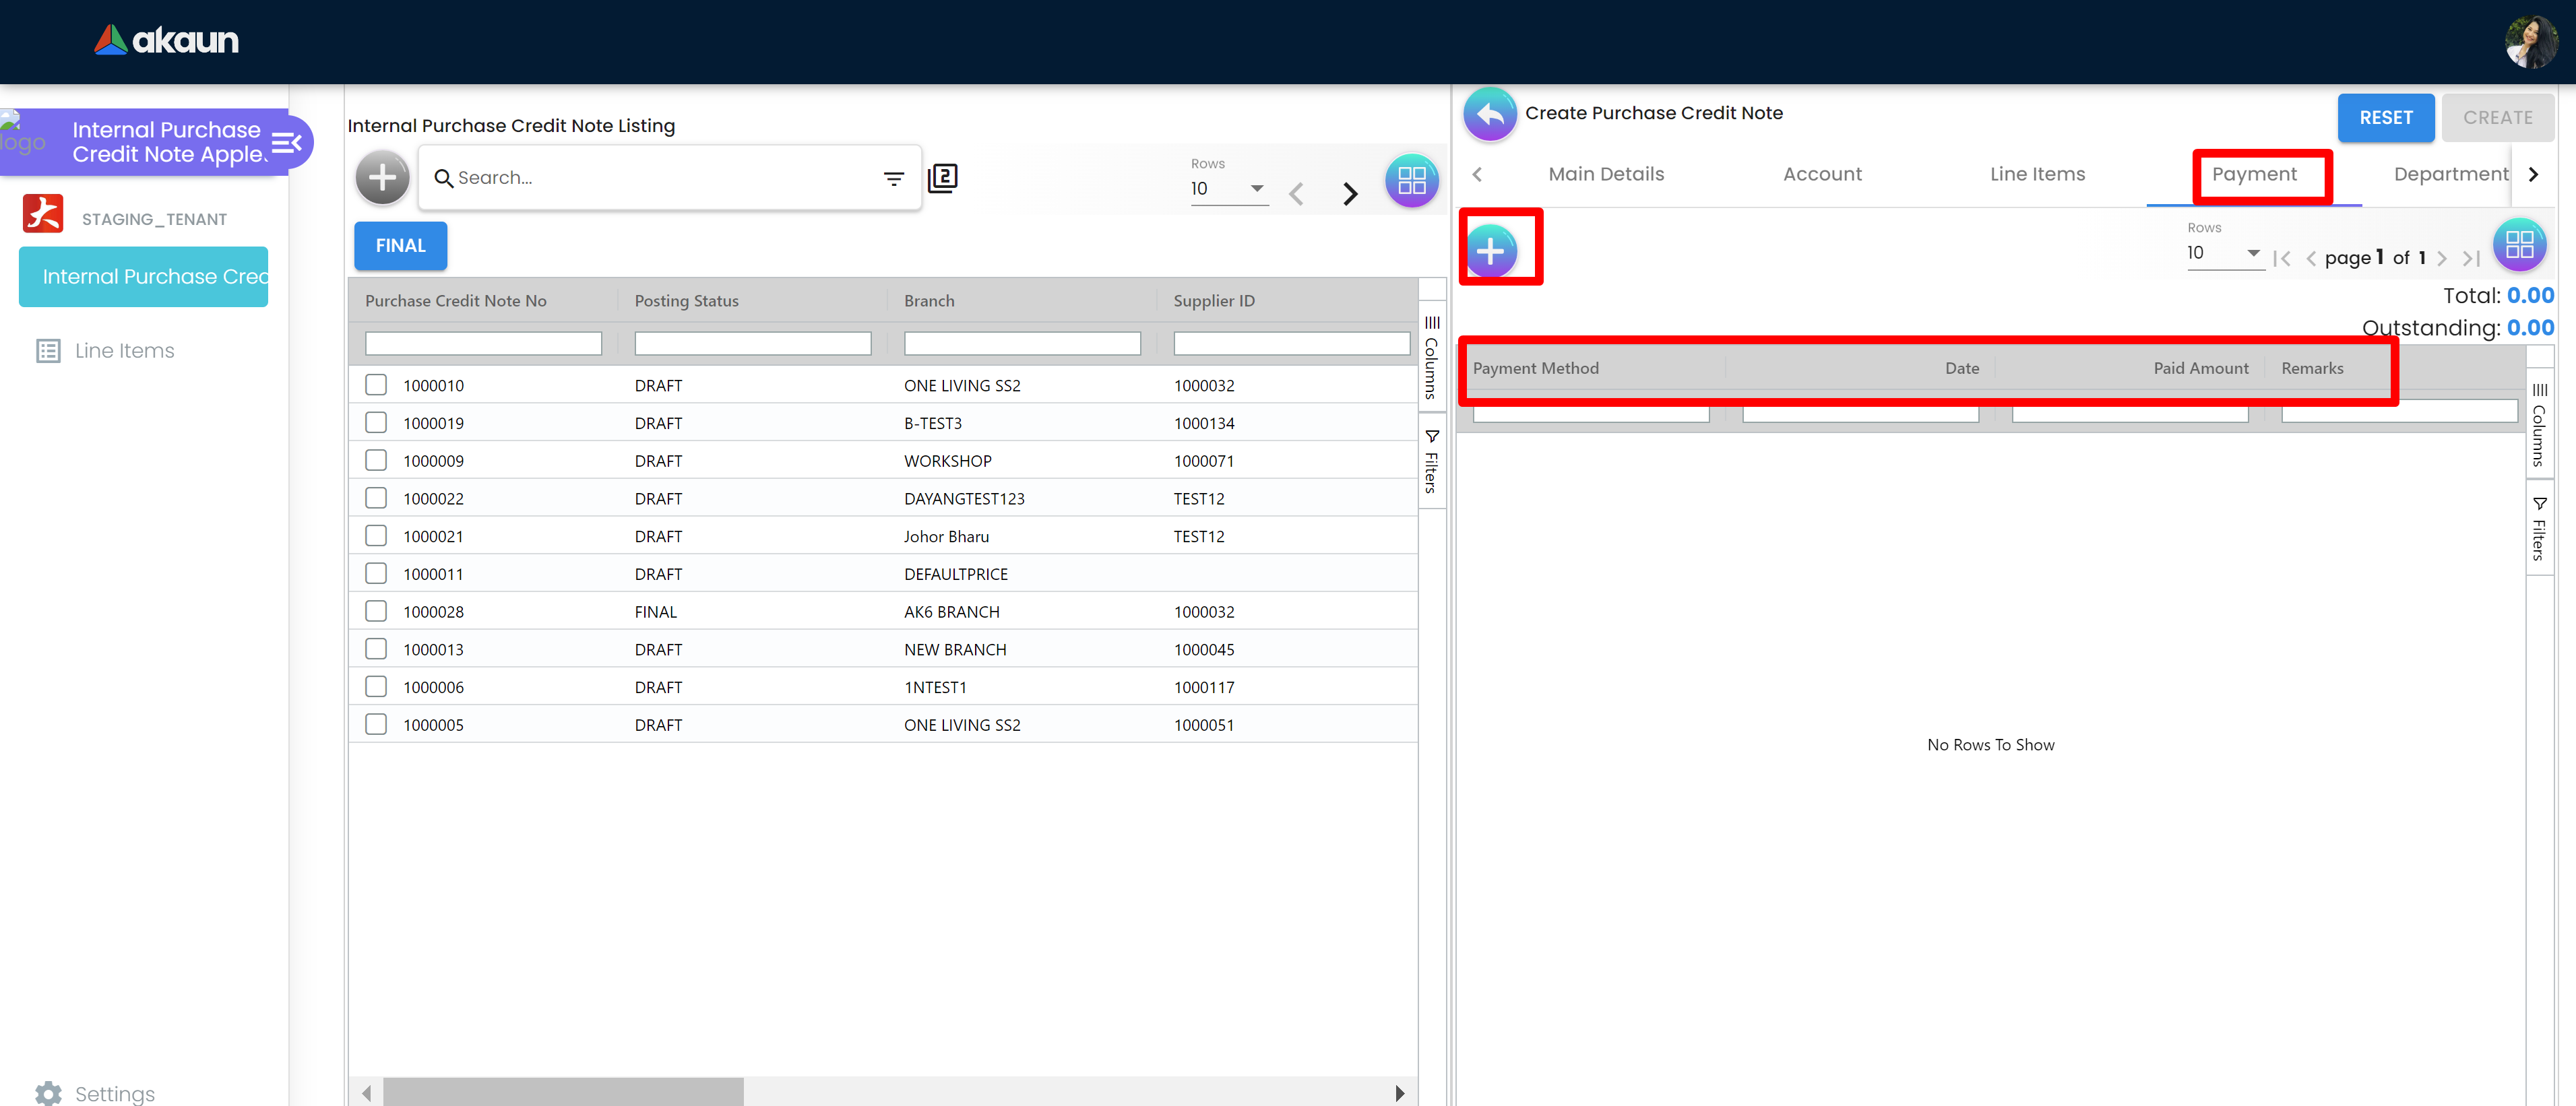 akaun
logo
Internal Purchase
Credit Note Apple
STAGING_TENANT
Internal Purchase Cred
Line Items
Settings
Internal Purchase Credit Note Listing
Search...
2
Rows
10
FINAL
Purchase Credit Note No Posting Status Branch Supplier ID
1000010 DRAFT ONE LIVING SS2 1000032
1000019 DRAFT B-TEST3 1000134
1000009 DRAFT WORKSHOP 1000071
1000022 DRAFT DAYANGTEST123 TEST12
1000021 DRAFT Johor Bharu TEST12
1000011 DRAFT DEFAULTPRICE
1000028 FINAL AK6 BRANCH 1000032
1000013 DRAFT NEW BRANCH 1000045
1000006 DRAFT 1NTEST1 1000117
1000005 DRAFT ONE LIVING SS2 1000051
Columns
Filters
Create Purchase Credit Note
RESET
CREATE
Main Details Account Line Items Payment Department
Rows
10
page 1 of 1
Total: 0.00
Outstanding: 0.00
Payment Method Date Paid Amount Remarks
No Rows To Show
Columns
Filters